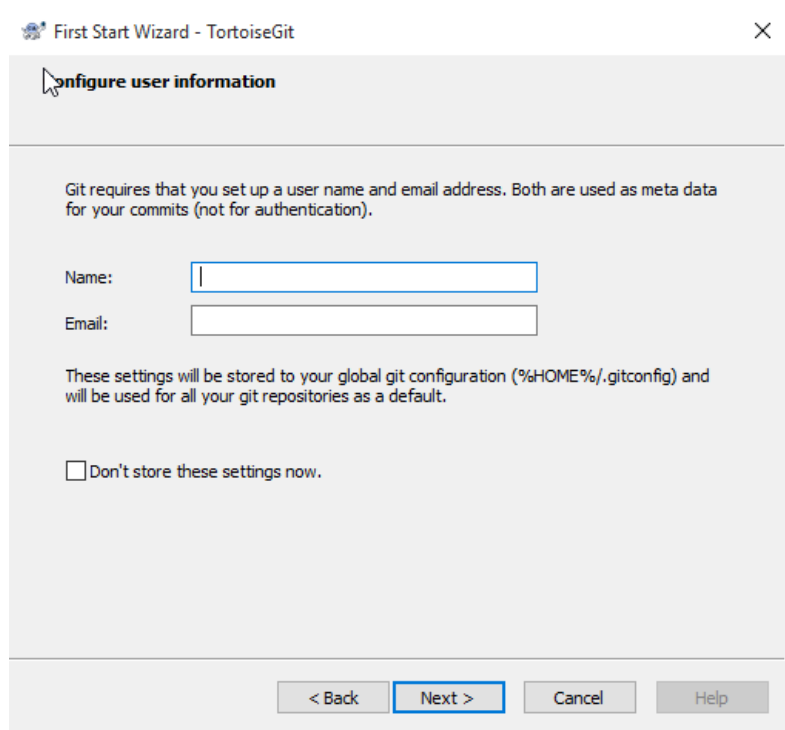 First Start Wizard - TortoiseGit
onfigure user information
Git requires that you set up a user name and email address. Both are used as meta data
for your commits (not for authentication).
Name:
Email:
These settings will be stored to your global git configuration (%HOME%/.gitconfig) and
will be used for all your git repositories as a default.
Don't store these settings now.
< Back Next > Cancel Help